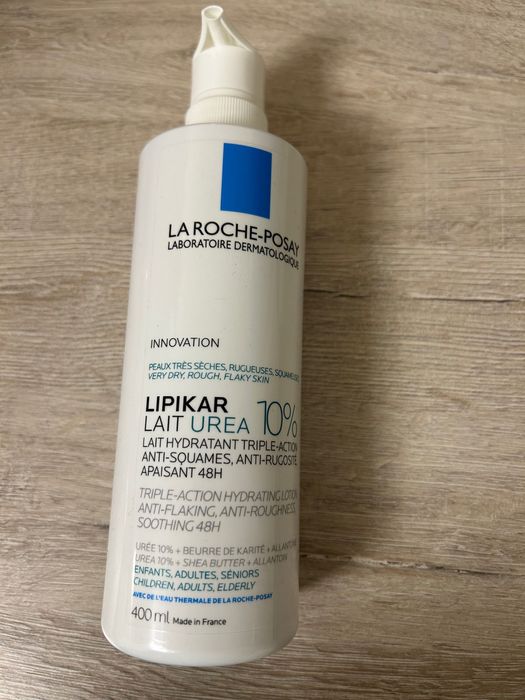 LA ROCHE-POSAY
LABORATOIRE DERMATOLOGIQUE
INNOVATION
PEAUX TRÈS SÈCHES, RUGUEUSES, SQUAMEUSES
VERY DRY, ROUGH, FLAKY SKIN
LIPIKAR
LAIT UREA 10%
LAIT HYDRATANT TRIPLE-ACTION
ANTI-SQUAMES, ANTI-RUGOSITÉ,
APAISANT 48H
TRIPLE-ACTION HYDRATING LOTION
ANTI-FLAKING, ANTI-ROUGHNESS,
SOOTHING 48H
URÉE 10% + BEURRE DE KARITÉ + ALLANTOÏNE
UREA 10% + SHEA BUTTER + ALLANTOIN
ENFANTS, ADULTES, SÉNIORS
CHILDREN, ADULTS, ELDERLY
AVEC DE L'EAU THERMALE DE LA ROCHE-POSAY
400 ml Made in France